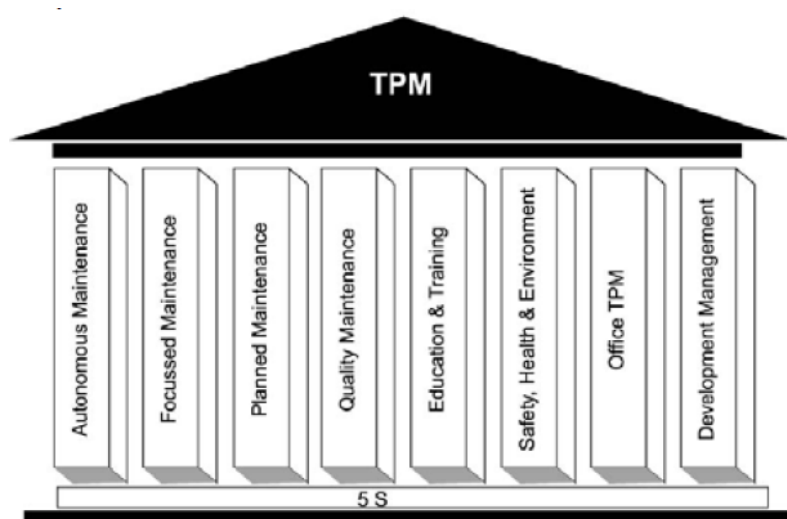 TPM
Autonomous Maintenance
Focussed Maintenance
Planned Maintenance
Quality Maintenance
Education & Training
Safety, Health & Environment
Office TPM
Development Management
5 S